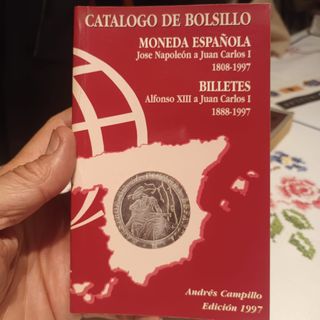 CATALOGO DE BOLSILLO
MONEDA ESPAÑOLA
Jose Napoleón a Juan Carlos I
1808-1997
BILLETES
Alfonso XIII a Juan Carlos I
1888-1997
Andrés Campillo
Edición 1997